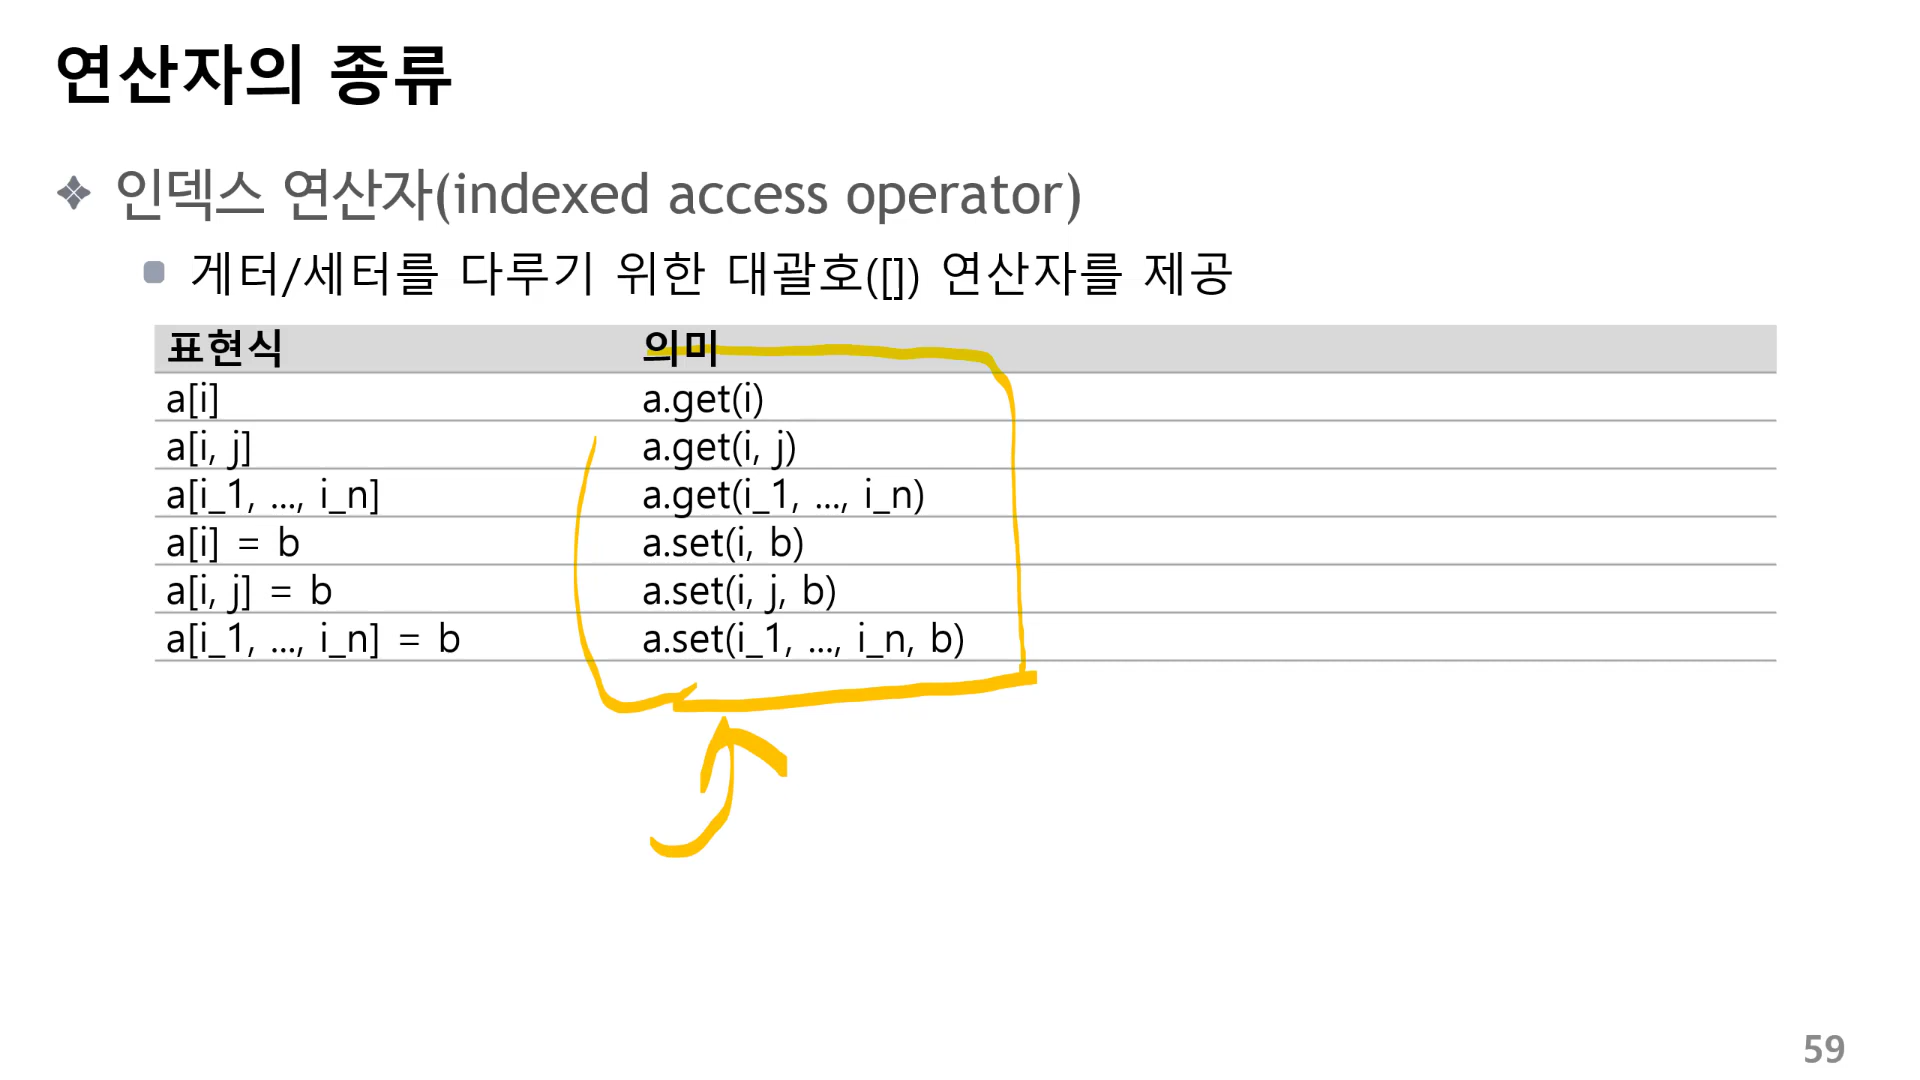 연산자의 종류
인덱스 연산자(indexed access operator)
게터/세터를 다루기 위한 대괄호([]) 연산자를 제공
표현식 의미
a[i] a.get(i)
a[i, j] a.get(i, j)
a[i_1, ..., i_n] a.get(i_1, ..., i_n)
a[i] = b a.set(i, b)
a[i, j] = b a.set(i, j, b)
a[i_1, ..., i_n] = b a.set(i_1, ..., i_n, b)
59